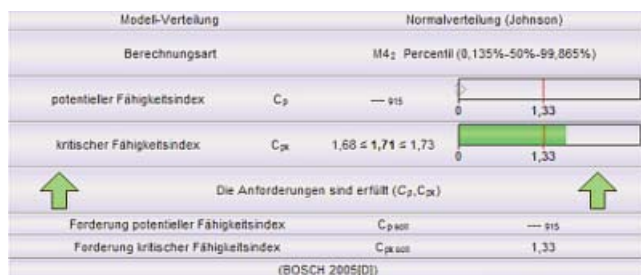 Modell-Verteilung Normalverteilung (Johnson)
Berechnungsart M4₂ Percentil (0,135%-50%-99,865%)
potentieller Fähigkeitsindex Cp --- 915 0 1,33
kritischer Fähigkeitsindex Cpk 1,68 ≤ 1,71 ≤ 1,73 0 1,33
Die Anforderungen sind erfüllt (Cp,Cpk)
Forderung potentieller Fähigkeitsindex Cp soll --- 915
Forderung kritischer Fähigkeitsindex Cpk soll 1,33
(BOSCH 2005[D])